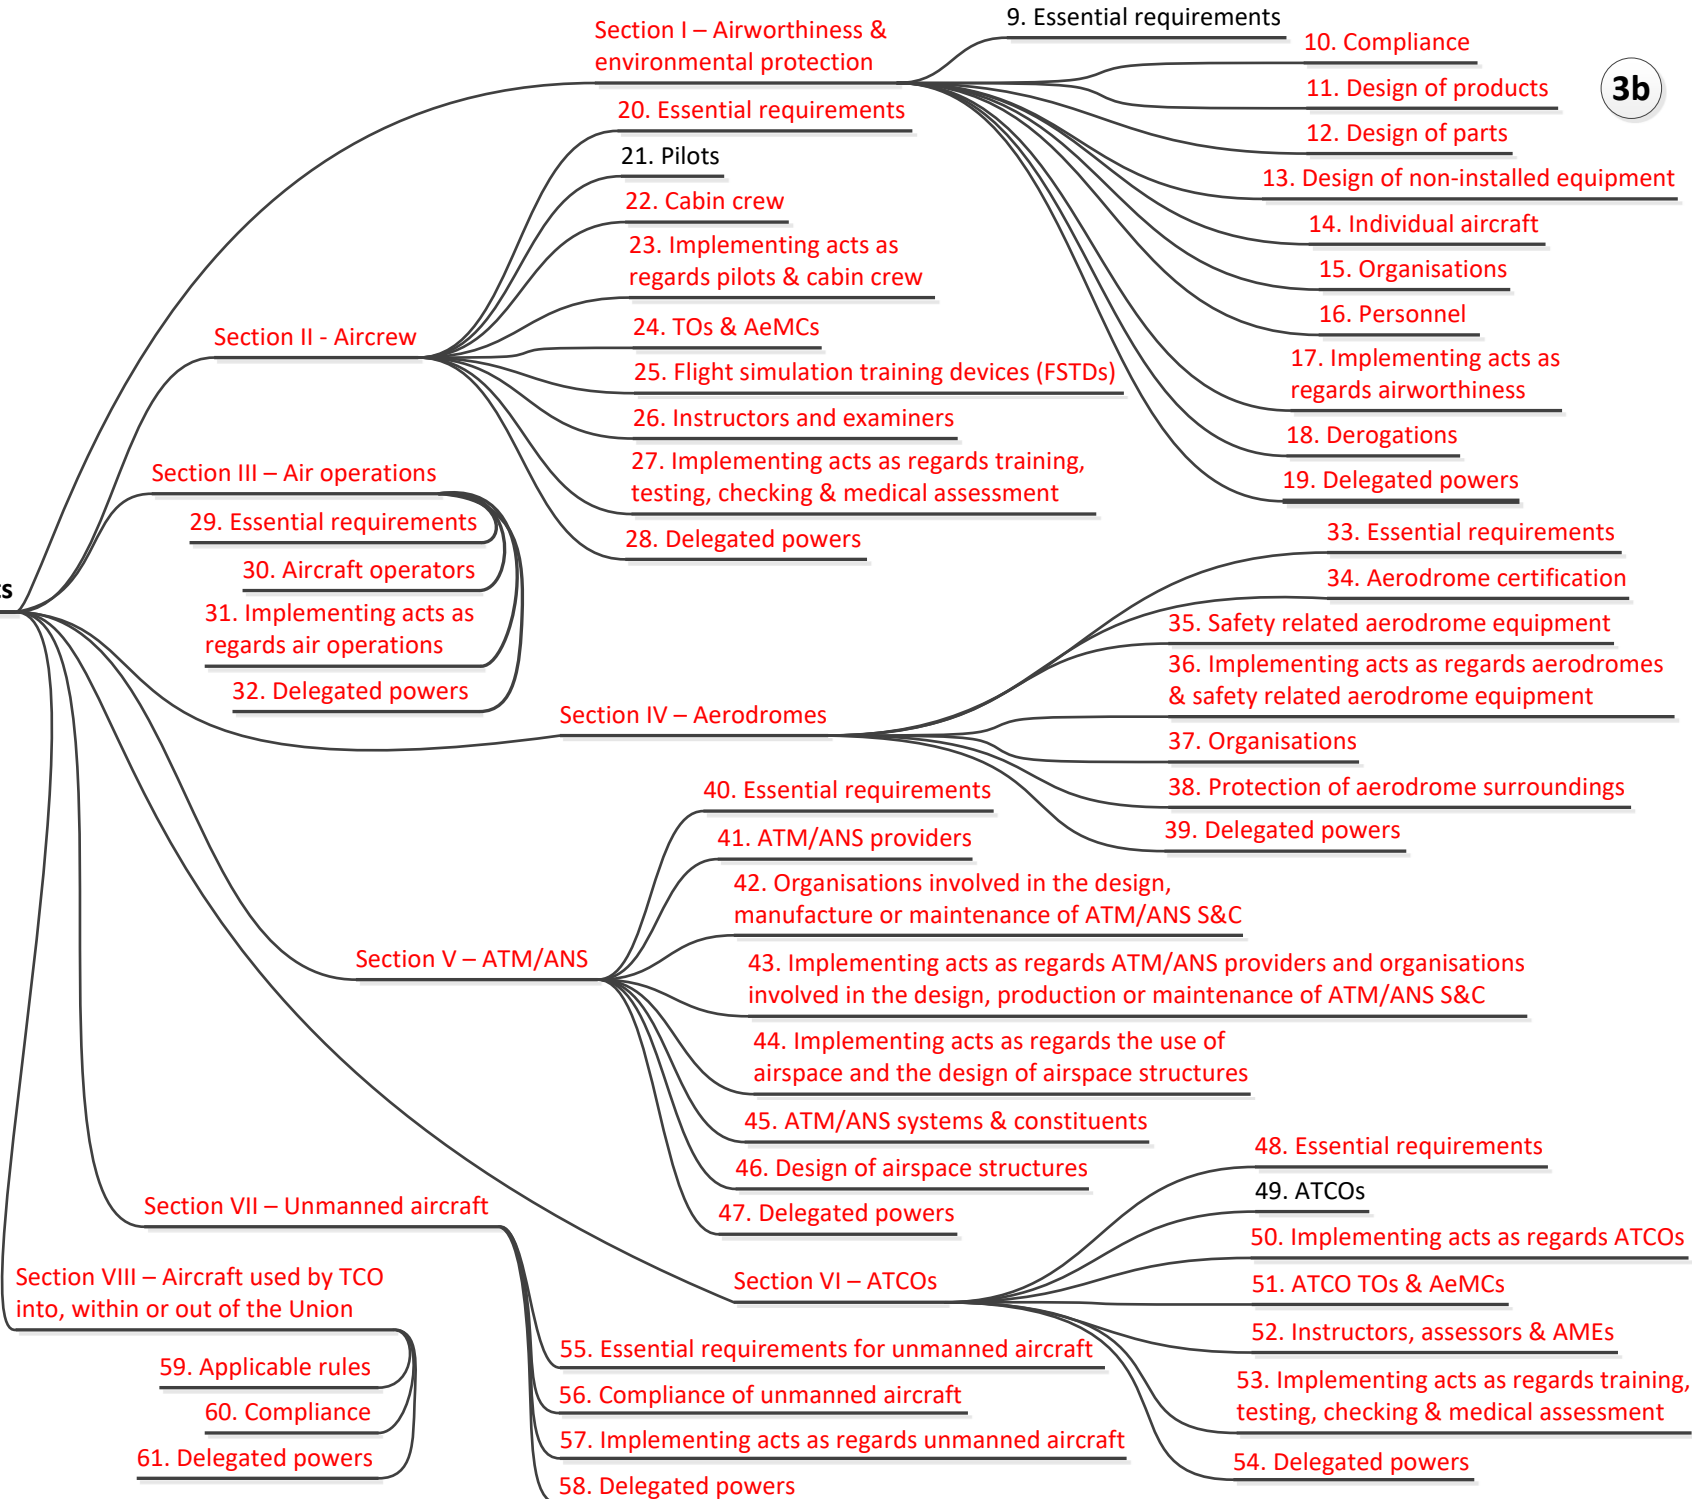 Section I – Airworthiness &
environmental protection
9. Essential requirements
10. Compliance
11. Design of products
12. Design of parts
13. Design of non-installed equipment
14. Individual aircraft
15. Organisations
16. Personnel
17. Implementing acts as
regards airworthiness
18. Derogations
19. Delegated powers
3b
Section II - Aircrew
20. Essential requirements
21. Pilots
22. Cabin crew
23. Implementing acts as
regards pilots & cabin crew
24. TOs & AeMCs
25. Flight simulation training devices (FSTDs)
26. Instructors and examiners
27. Implementing acts as regards training,
testing, checking & medical assessment
28. Delegated powers
Section III – Air operations
29. Essential requirements
30. Aircraft operators
31. Implementing acts as
regards air operations
32. Delegated powers
Section IV – Aerodromes
33. Essential requirements
34. Aerodrome certification
35. Safety related aerodrome equipment
36. Implementing acts as regards aerodromes
& safety related aerodrome equipment
37. Organisations
38. Protection of aerodrome surroundings
39. Delegated powers
Section V – ATM/ANS
40. Essential requirements
41. ATM/ANS providers
42. Organisations involved in the design,
manufacture or maintenance of ATM/ANS S&C
43. Implementing acts as regards ATM/ANS providers and organisations
involved in the design, production or maintenance of ATM/ANS S&C
44. Implementing acts as regards the use of
airspace and the design of airspace structures
45. ATM/ANS systems & constituents
46. Design of airspace structures
47. Delegated powers
Section VI – ATCOs
48. Essential requirements
49. ATCOs
50. Implementing acts as regards ATCOs
51. ATCO TOs & AeMCs
52. Instructors, assessors & AMEs
53. Implementing acts as regards training,
testing, checking & medical assessment
54. Delegated powers
Section VII – Unmanned aircraft
55. Essential requirements for unmanned aircraft
56. Compliance of unmanned aircraft
57. Implementing acts as regards unmanned aircraft
58. Delegated powers
Section VIII – Aircraft used by TCO
into, within or out of the Union
59. Applicable rules
60. Compliance
61. Delegated powers